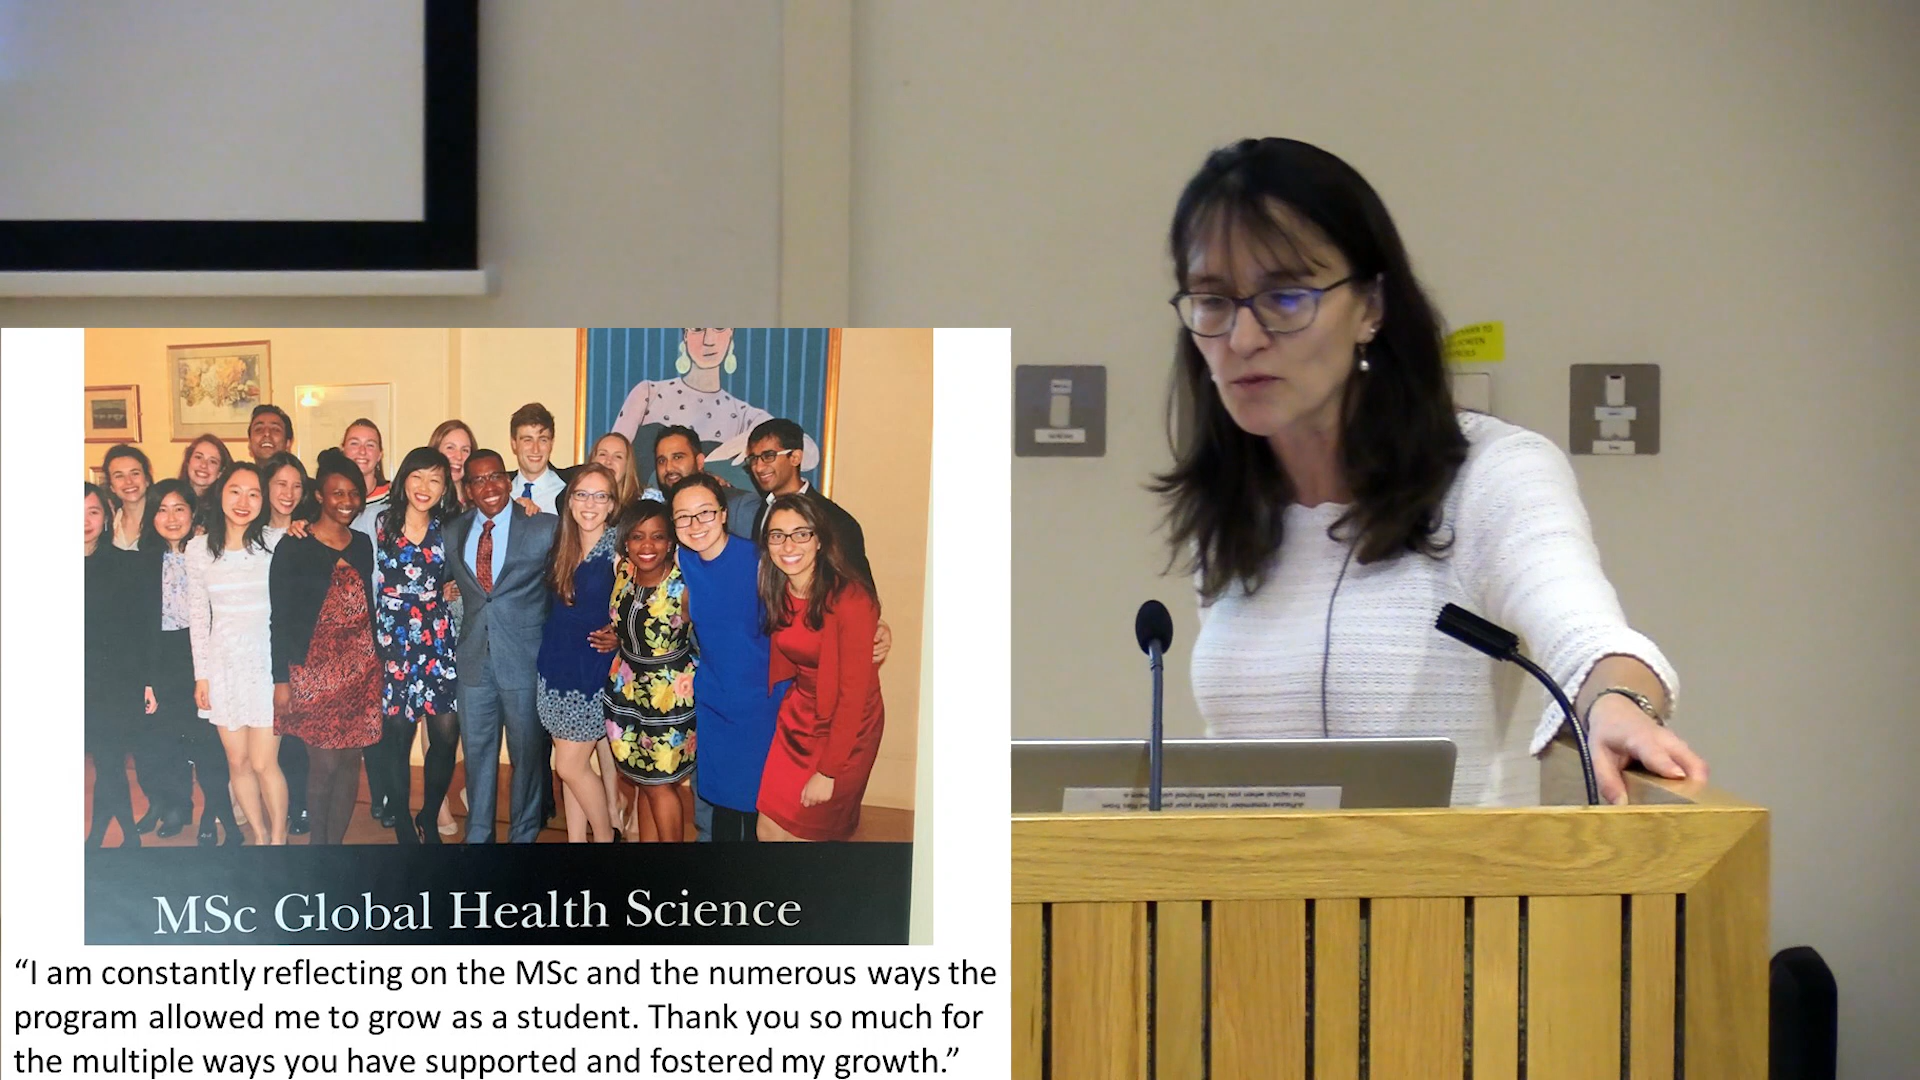 MSc Global Health Science
“I am constantly reflecting on the MSc and the numerous ways the
program allowed me to grow as a student. Thank you so much for
the multiple ways you have supported and fostered my growth.”